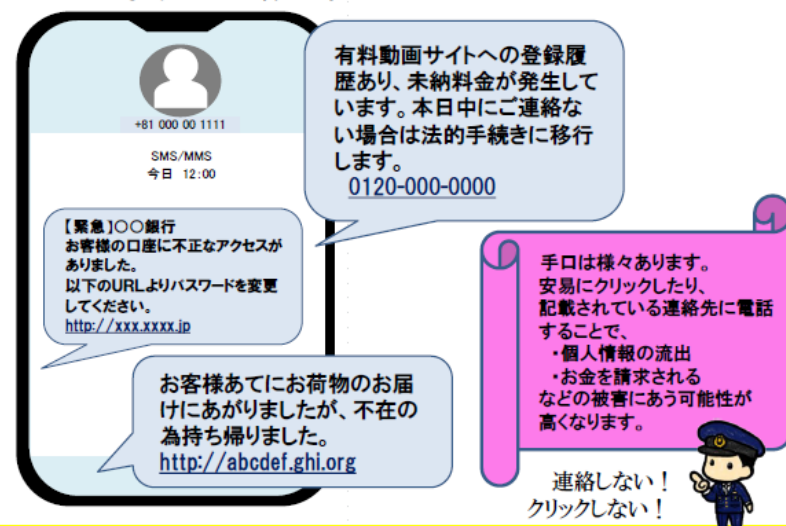 +81 000 00 1111
SMS/MMS
今日 12:00
有料動画サイトへの登録履
歴あり、未納料金が発生して
います。本日中にご連絡な
い場合は法的手続きに移行
します。
0120-000-0000
【緊急】○○銀行
お客様の口座に不正なアクセスが
ありました。
以下のURLよりパスワードを変更
してください。
http://xxx.xxxx.jp
お客様あてにお荷物のお届
けにあがりましたが、不在の
為持ち帰りました。
http://abcdef.ghi.org
手口は様々あります。
安易にクリックしたり、
記載されている連絡先に電話
することで、
・個人情報の流出
・お金を請求される
などの被害にあう可能性が
高くなります。
連絡しない！
クリックしない！